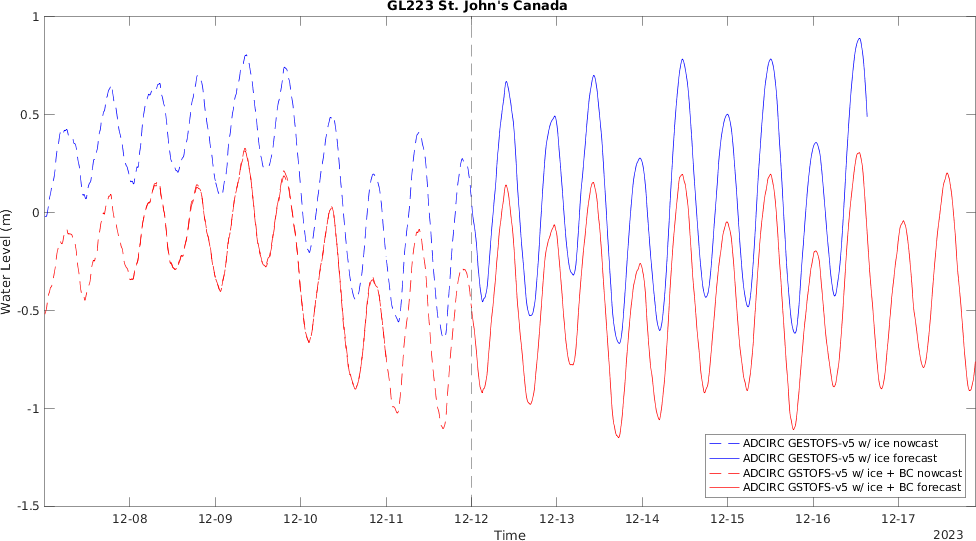 GL223 St. John's Canada
1
0.5
0
-0.5
-1
-1.5
Water Level (m)
12-08 12-09 12-10 12-11 12-12 12-13 12-14 12-15 12-16 12-17
Time
2023
ADCIRC GESTOFS-v5 w/ ice nowcast
ADCIRC GESTOFS-v5 w/ ice forecast
ADCIRC GSTOFS-v5 w/ ice + BC nowcast
ADCIRC GSTOFS-v5 w/ ice + BC forecast